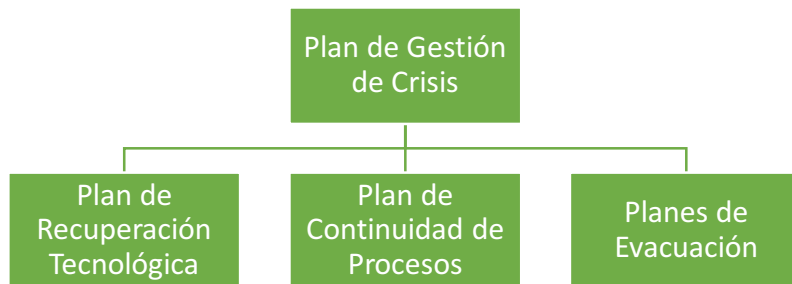 Plan de Gestión
de Crisis
Plan de
Recuperación
Tecnológica
Plan de
Continuidad de
Procesos
Planes de
Evacuación